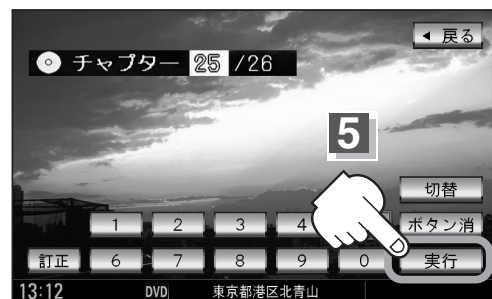 ◀ 戻る
チャプター 25 /26
5
切替
1 2 3 4 ボタン消
訂正 6 7 8 9 0 実行
13:12 DVD 東京都港区北青山